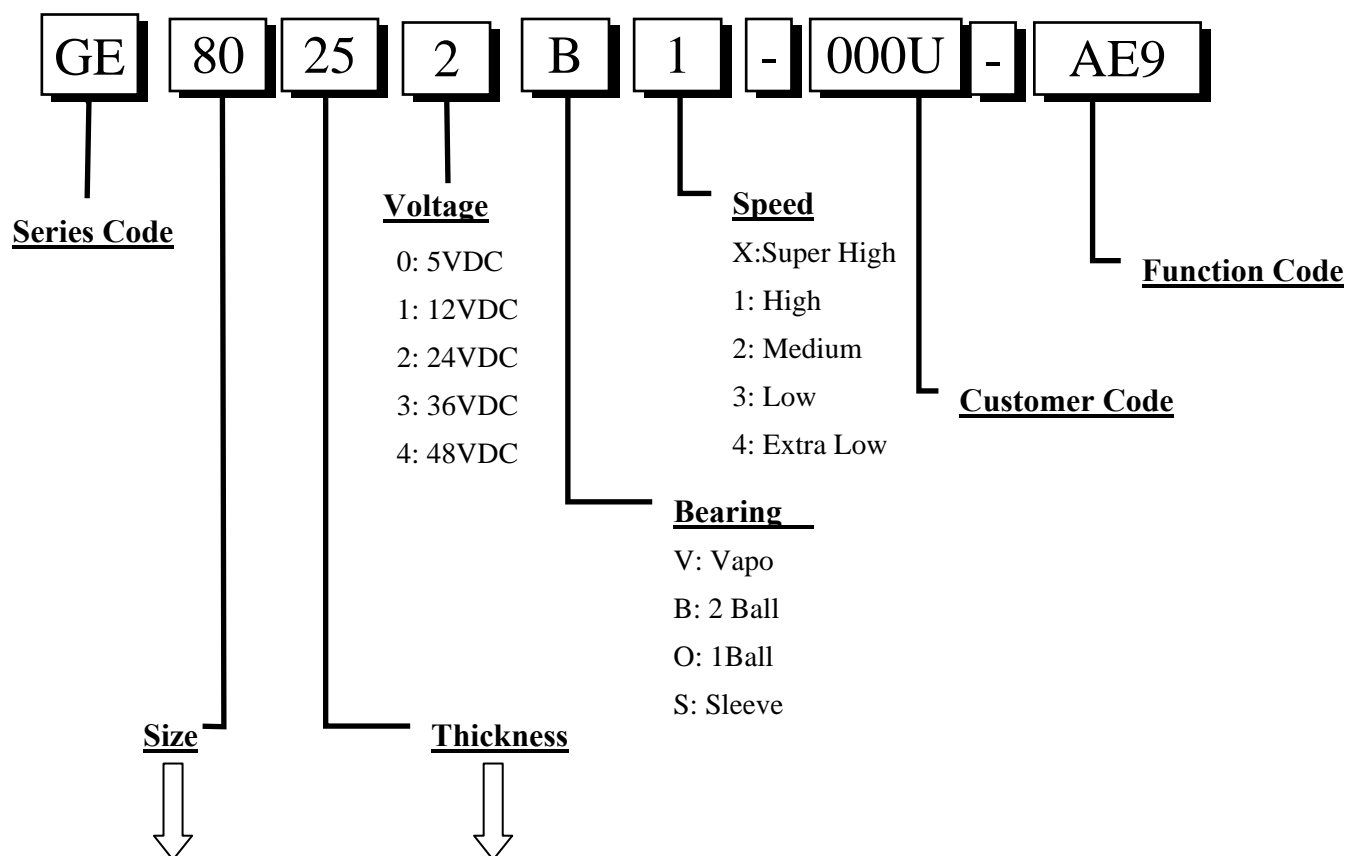 GE 80 25 2 B 1 - 000U - AE9
Series Code
Voltage
0: 5VDC
1: 12VDC
2: 24VDC
3: 36VDC
4: 48VDC
Speed
X:Super High
1: High
2: Medium
3: Low
4: Extra Low
Function Code
Customer Code
Bearing
V: Vapo
B: 2 Ball
O: 1Ball
S: Sleeve
Size
Thickness